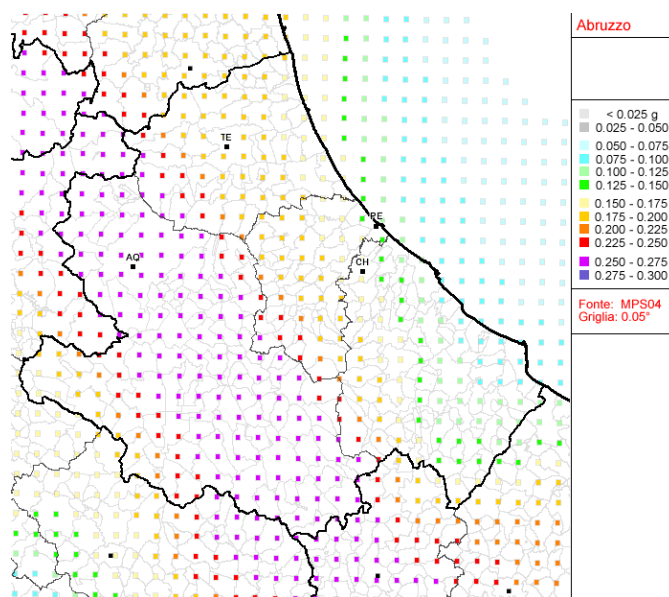 Abruzzo
< 0.025 g
0.025 - 0.050
0.050 - 0.075
0.075 - 0.100
0.100 - 0.125
0.125 - 0.150
0.150 - 0.175
0.175 - 0.200
0.200 - 0.225
0.225 - 0.250
0.250 - 0.275
0.275 - 0.300
Fonte: MPS04
Griglia: 0.05°
TE
PE
AQ
CH